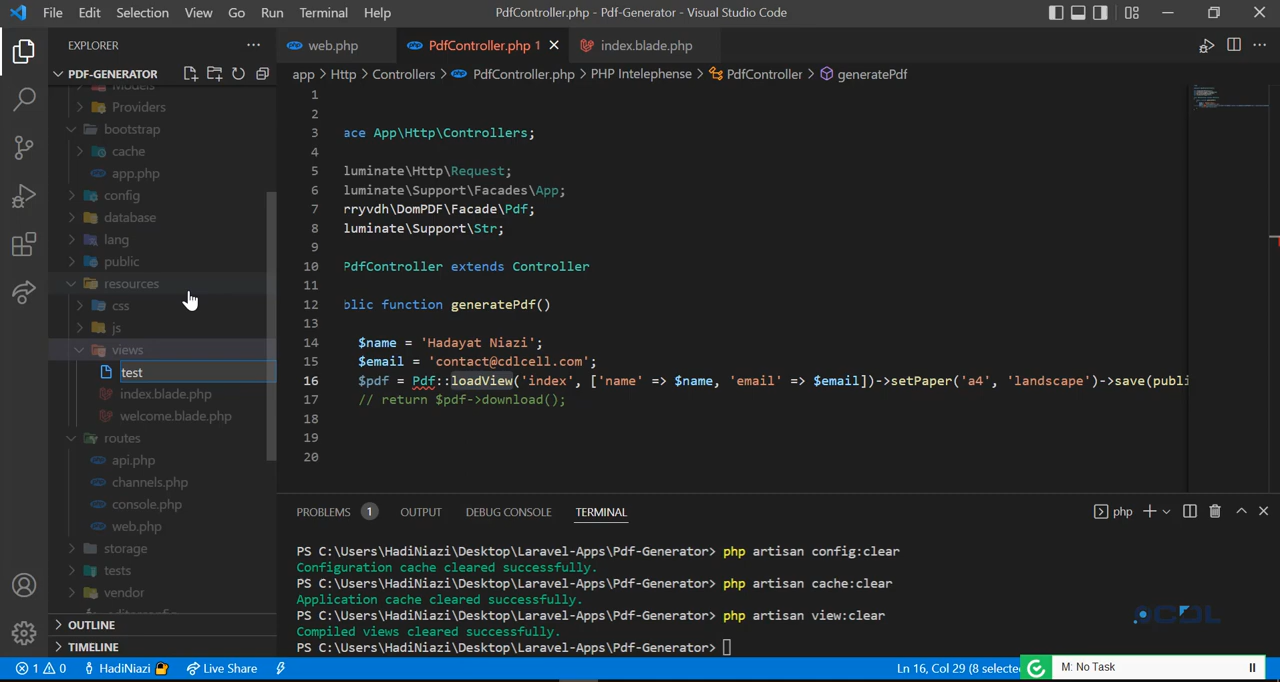 File Edit Selection View Go Run Terminal Help
PdfController.php - Pdf-Generator - Visual Studio Code
EXPLORER
PDF-GENERATOR
Models
Providers
bootstrap
cache
app.php
config
database
lang
public
resources
css
js
views
test
index.blade.php
welcome.blade.php
routes
api.php
channels.php
console.php
web.php
storage
tests
vendor
.editorconfig
OUTLINE
TIMELINE
web.php PdfController.php 1 index.blade.php
app > Http > Controllers > PdfController.php > PHP Intelephense > PdfController > generatePdf
1
2
3 ace App\Http\Controllers;
4
5 luminate\Http\Request;
6 luminate\Support\Facades\App;
7 rryvdh\DomPDF\Facade\Pdf;
8 luminate\Support\Str;
9
10 PdfController extends Controller
11
12 blic function generatePdf()
13
14 $name = 'Hadayat Niazi';
15 $email = 'contact@cdlcell.com';
16 $pdf = Pdf::loadView('index', ['name' => $name, 'email' => $email])->setPaper('a4', 'landscape')->save(publi
17 // return $pdf->download();
18
19
20
PROBLEMS 1 OUTPUT DEBUG CONSOLE TERMINAL
php
PS C:\Users\HadiNiazi\Desktop\Laravel-Apps\Pdf-Generator> php artisan config:clear
Configuration cache cleared successfully.
PS C:\Users\HadiNiazi\Desktop\Laravel-Apps\Pdf-Generator> php artisan cache:clear
Application cache cleared successfully.
PS C:\Users\HadiNiazi\Desktop\Laravel-Apps\Pdf-Generator> php artisan view:clear
Compiled views cleared successfully.
PS C:\Users\HadiNiazi\Desktop\Laravel-Apps\Pdf-Generator>
CDL
1 0 HadiNiazi Live Share
Ln 16, Col 29 (8 selected
M: No Task